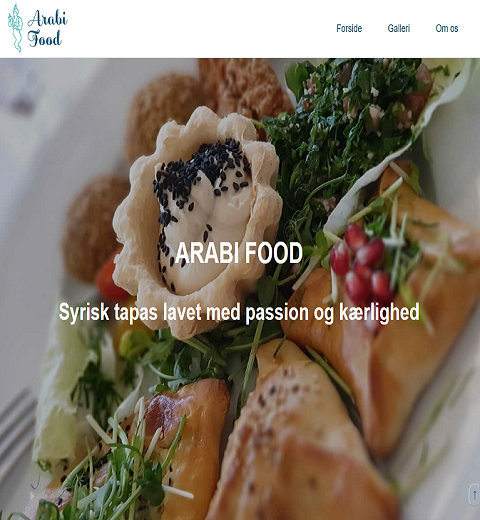 Arabi
Food
Forside Galleri Om os
ARABI FOOD
Syrisk tapas lavet med passion og kærlighed